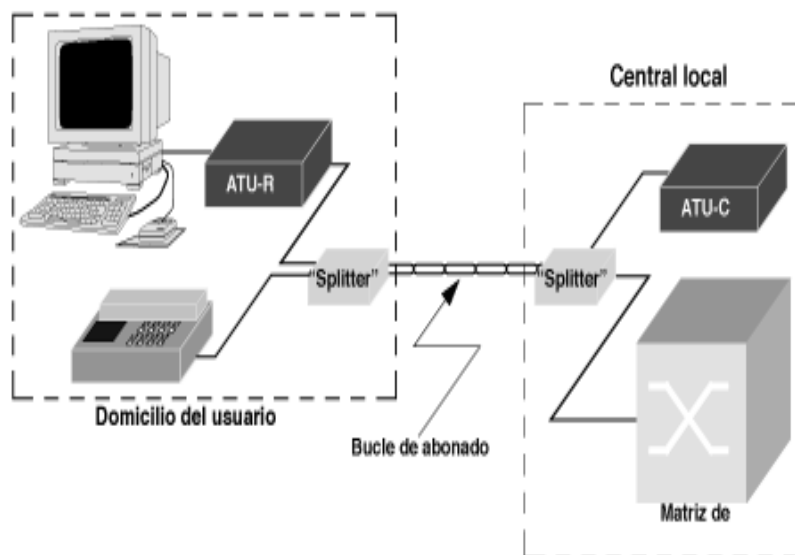 Central local
ATU-R
ATU-C
"Splitter"
"Splitter"
Domicilio del usuario
Bucle de abonado
Matriz de